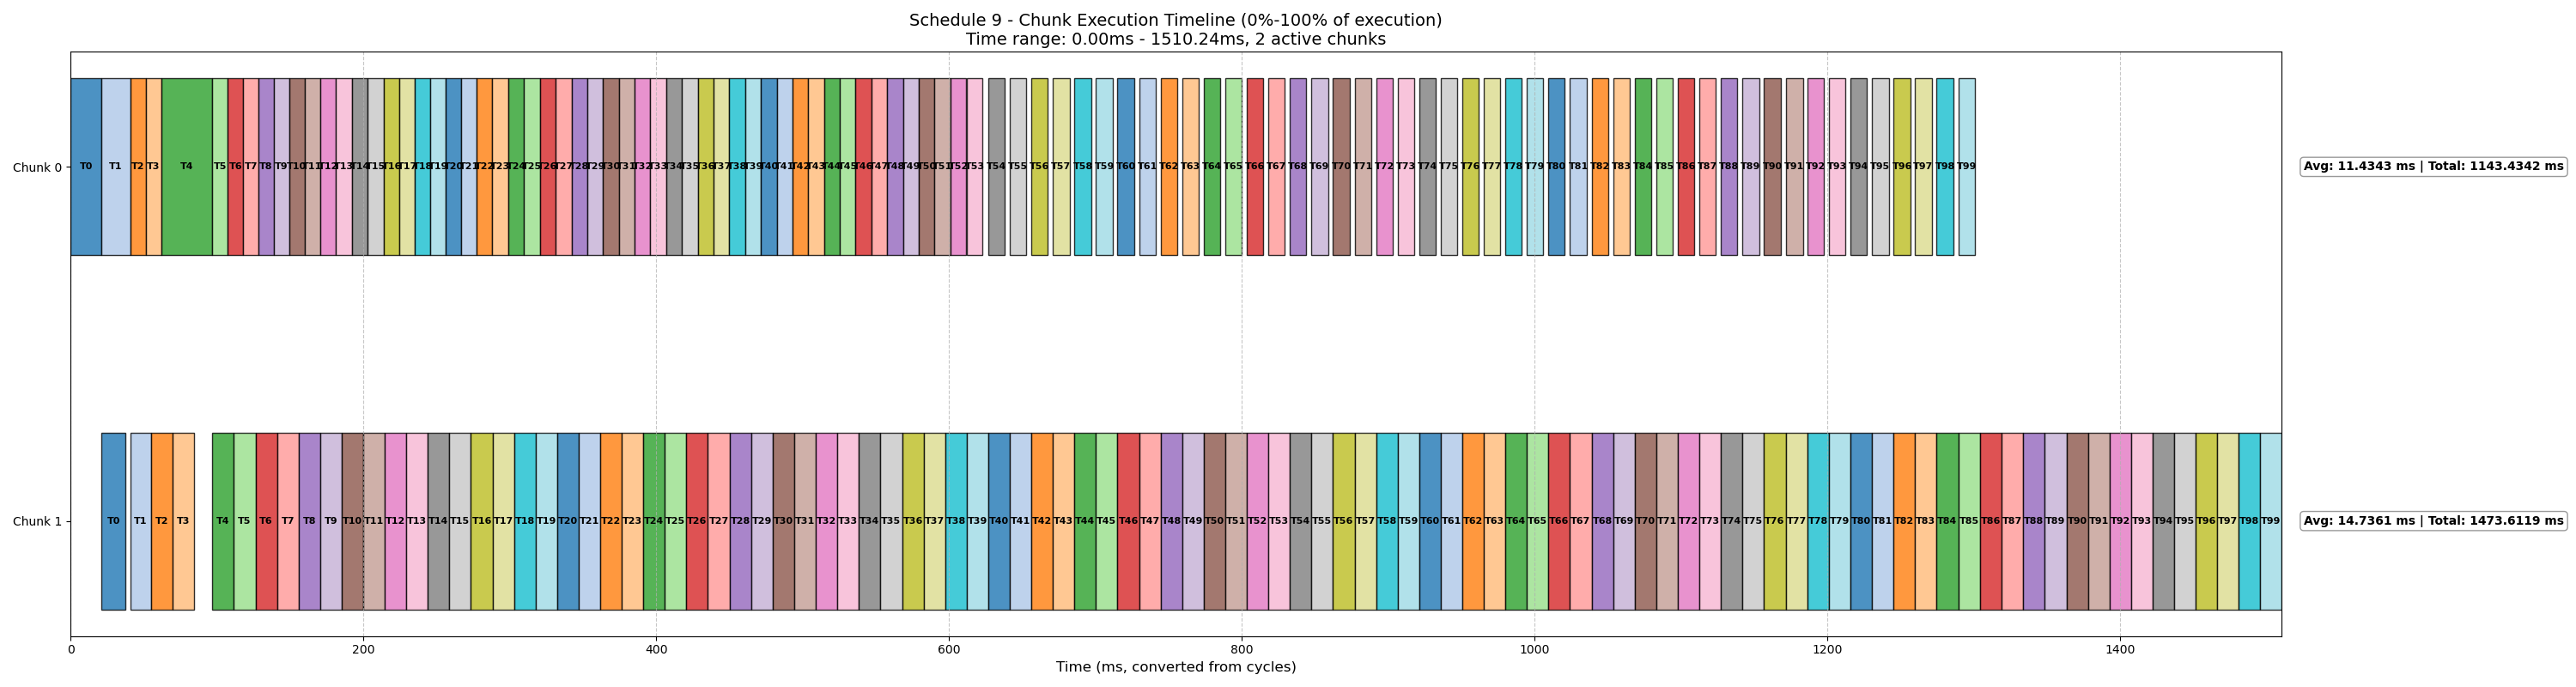 Schedule 9 - Chunk Execution Timeline (0%-100% of execution)
Time range: 0.00ms - 1510.24ms, 2 active chunks
Chunk 0
T0 T1 T2 T3 T4 T5 T6 T7 T8 T9 T10 T11 T12 T13 T14 T15 T16 T17 T18 T19 T20 T21 T22 T23 T24 T25 T26 T27 T28 T29 T30 T31 T32 T33 T34 T35 T36 T37 T38 T39 T40 T41 T42 T43 T44 T45 T46 T47 T48 T49 T50 T51 T52 T53 T54 T55 T56 T57 T58 T59 T60 T61 T62 T63 T64 T65 T66 T67 T68 T69 T70 T71 T72 T73 T74 T75 T76 T77 T78 T79 T80 T81 T82 T83 T84 T85 T86 T87 T88 T89 T90 T91 T92 T93 T94 T95 T96 T97 T98 T99
Avg: 11.4343 ms | Total: 1143.4342 ms
Chunk 1
T0 T1 T2 T3 T4 T5 T6 T7 T8 T9 T10 T11 T12 T13 T14 T15 T16 T17 T18 T19 T20 T21 T22 T23 T24 T25 T26 T27 T28 T29 T30 T31 T32 T33 T34 T35 T36 T37 T38 T39 T40 T41 T42 T43 T44 T45 T46 T47 T48 T49 T50 T51 T52 T53 T54 T55 T56 T57 T58 T59 T60 T61 T62 T63 T64 T65 T66 T67 T68 T69 T70 T71 T72 T73 T74 T75 T76 T77 T78 T79 T80 T81 T82 T83 T84 T85 T86 T87 T88 T89 T90 T91 T92 T93 T94 T95 T96 T97 T98 T99
Avg: 14.7361 ms | Total: 1473.6119 ms
0 200 400 600 800 1000 1200 1400
Time (ms, converted from cycles)